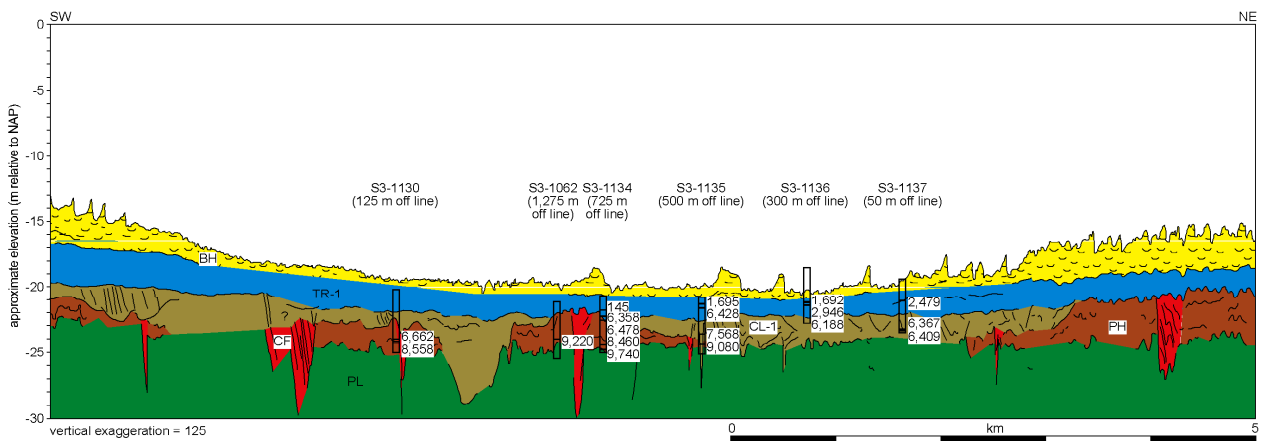 SW
NE
0
-5
-10
-15
-20
-25
-30
approximate elevation (m relative to NAP)
S3-1130
(125 m off line)
S3-1062
(1,275 m
off line)
S3-1134
(725 m
off line)
S3-1135
(500 m off line)
S3-1136
(300 m off line)
S3-1137
(50 m off line)
BH
TR-1
CF
?
PL
CL-1
PH
6,662
8,558
9,220
145
6,358
6,478
8,460
9,740
1,695
6,428
7,568
9,080
1,692
2,946
6,188
2,479
6,367
6,409
vertical exaggeration = 125
0
km
5